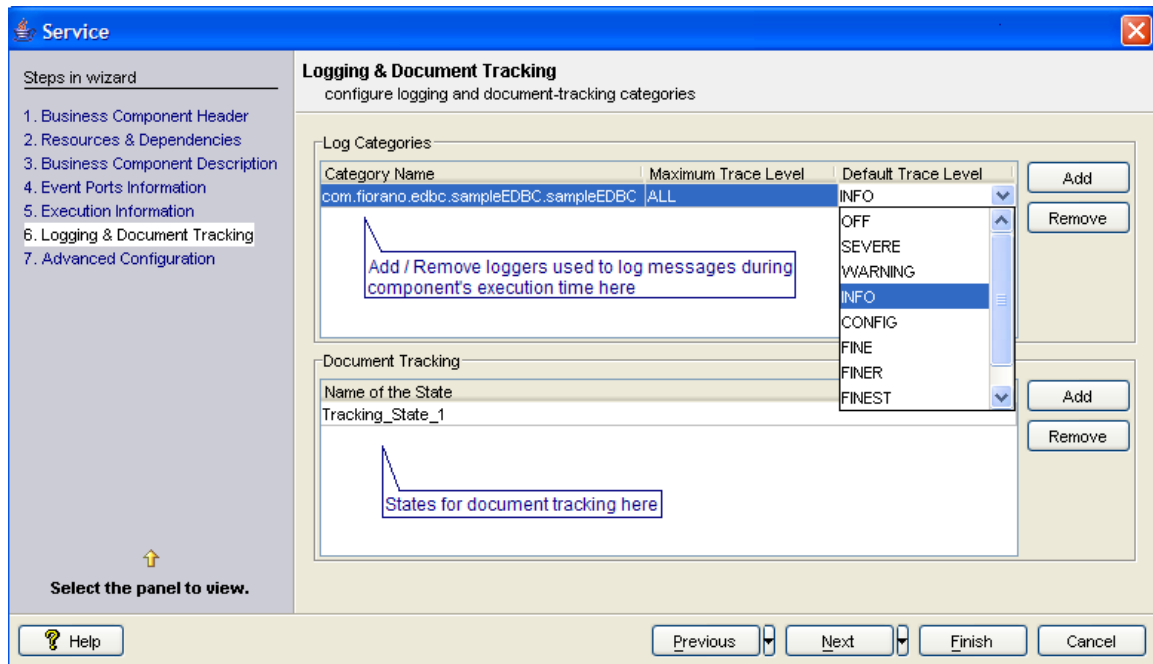 Service
Steps in wizard
1. Business Component Header
2. Resources & Dependencies
3. Business Component Description
4. Event Ports Information
5. Execution Information
6. Logging & Document Tracking
7. Advanced Configuration
Select the panel to view.
Logging & Document Tracking
configure logging and document-tracking categories
Log Categories
Category Name Maximum Trace Level Default Trace Level
com.fiorano.edbc.sampleEDBC.sampleEDBC ALL INFO
OFF
SEVERE
WARNING
INFO
CONFIG
FINE
FINER
FINEST
Add / Remove loggers used to log messages during
component's execution time here
Add
Remove
Document Tracking
Name of the State
Tracking_State_1
States for document tracking here
Add
Remove
Help
Previous Next Finish Cancel